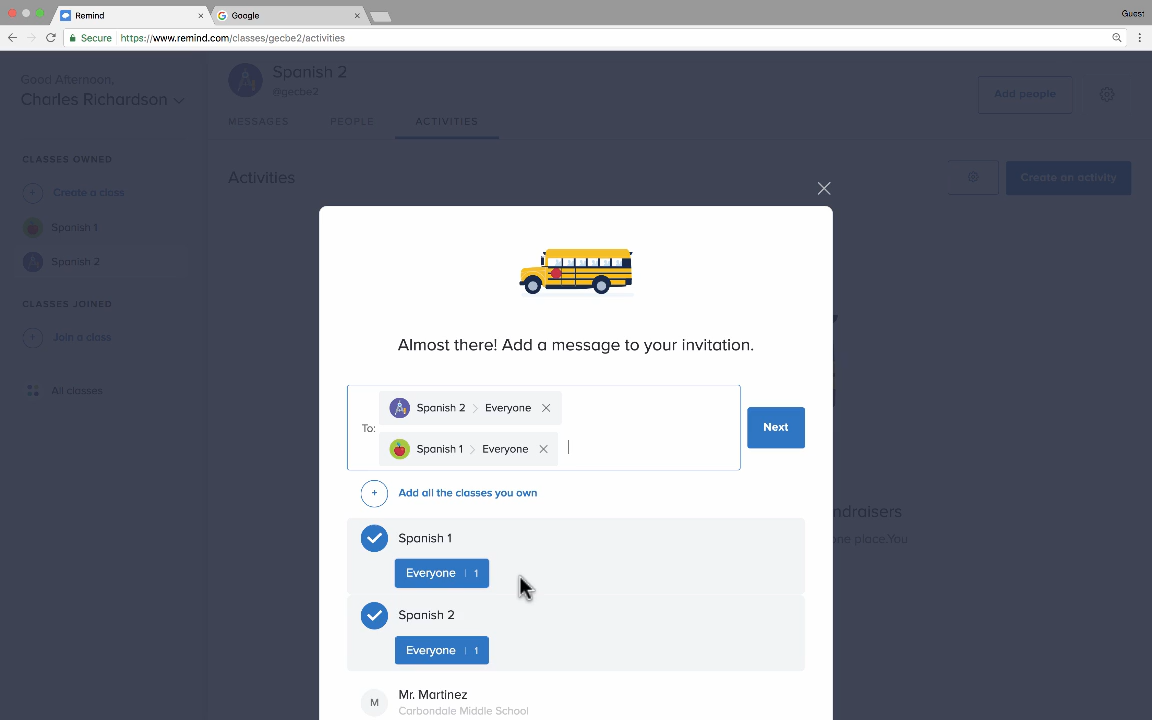 Remind
Google
Guest
Secure https://www.remind.com/classes/gecbe2/activities
Good Afternoon,
Charles Richardson
CLASSES OWNED
Create a class
Spanish 1
Spanish 2
CLASSES JOINED
Join a class
All classes
Spanish 2
@gecbe2
Add people
MESSAGES PEOPLE ACTIVITIES
Activities
Create an activity
Almost there! Add a message to your invitation.
To:
Spanish 2 > Everyone
Spanish 1 > Everyone
Next
+ Add all the classes you own
Spanish 1
Everyone | 1
Spanish 2
Everyone | 1
M
Mr. Martinez
Carbondale Middle School
ndraisers
one place.You